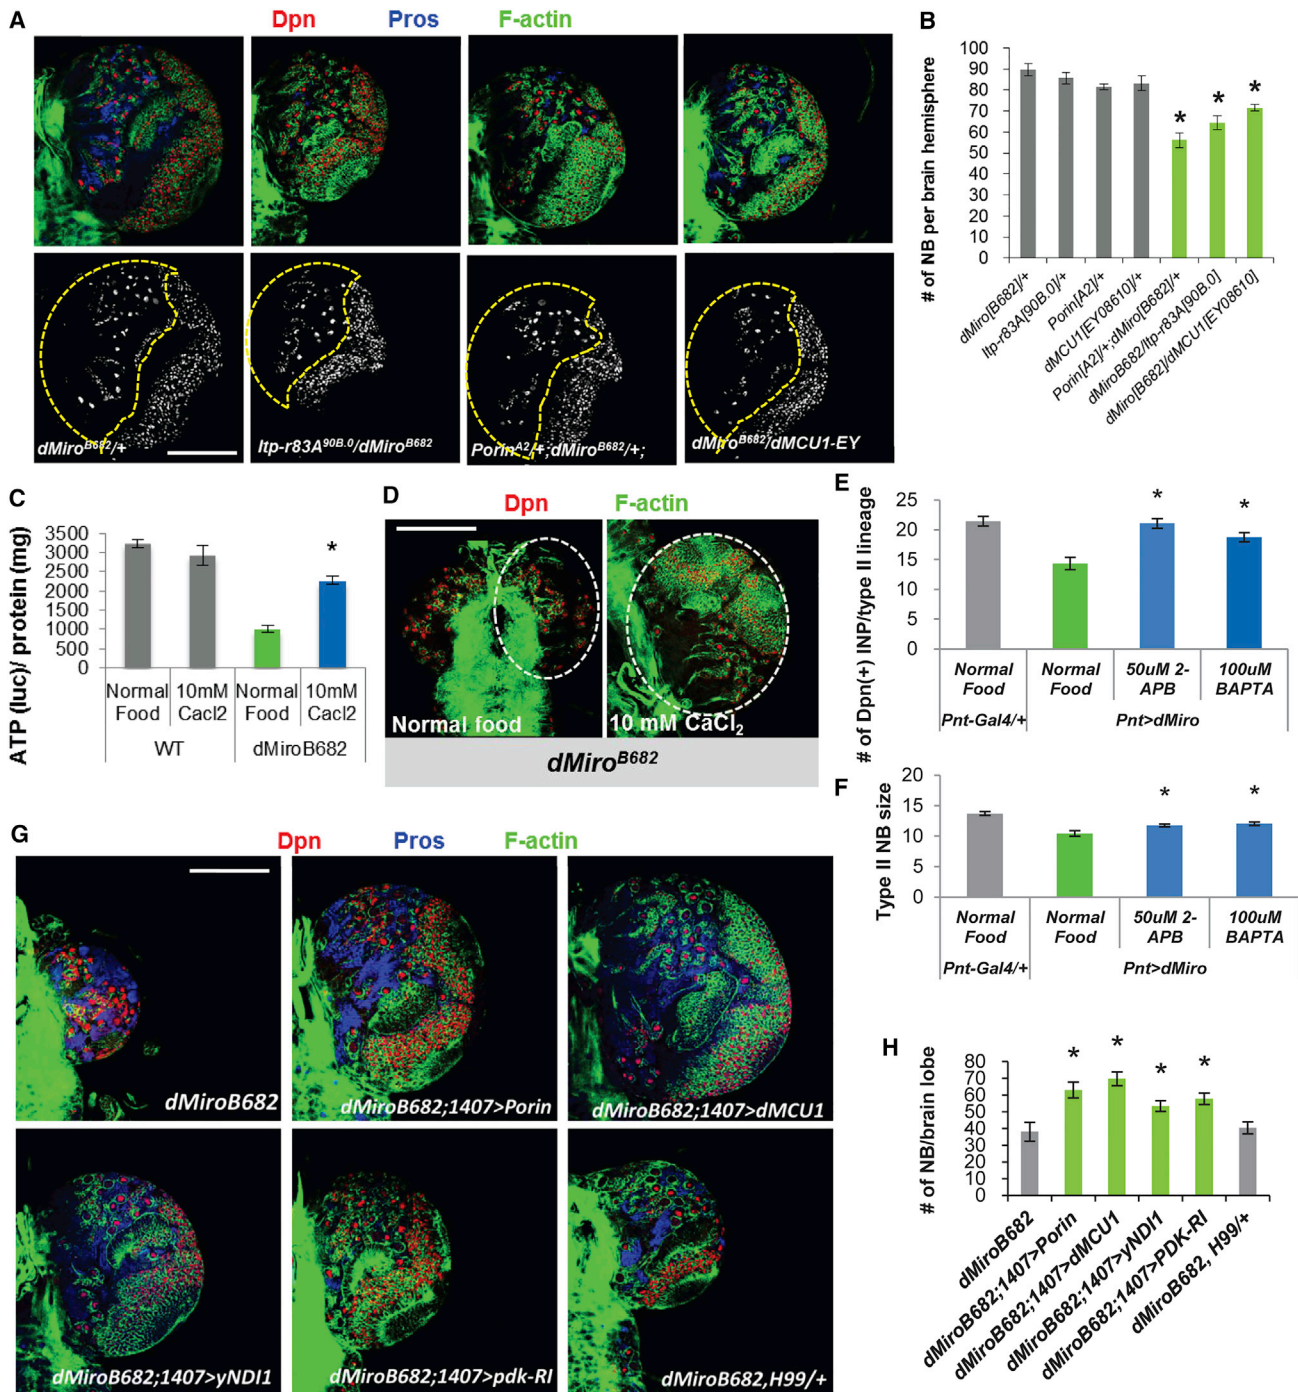 A
Dpn Pros F-actin
dMiro^B682/+
Itp-r83A^90B.0/dMiro^B682
Porin^A2/+;dMiro^B682/+;
dMiro^B682/dMCU1-EY
B
# of NB per brain hemisphere
100
90
80
70
60
50
40
30
20
10
0
* * *
dMiro[B682]/+
Itp-r83A[90B.0]/+
Porin[A2]/+
dMCU1[EY08610]/+
Porin[A2]/+;dMiro[B682]/+
dMiroB682/Itp-r83A[90B.0]
dMiro[B682]/dMCU1[EY08610]
C
ATP (luc)/ protein (mg)
3500
3000
2500
2000
1500
1000
500
0
*
Normal Food
10mM Cacl2
Normal Food
10mM Cacl2
WT
dMiroB682
D
Dpn F-actin
Normal food
10 mM CaCl₂
dMiro^B682
E
# of Dpn(+) INP/type II lineage
25
20
15
10
5
0
* *
Normal Food
Normal Food
50uM 2-APB
100uM BAPTA
Pnt-Gal4/+
Pnt>dMiro
F
Type II NB size
20
15
10
5
0
* *
Normal Food
Normal Food
50uM 2-APB
100uM BAPTA
Pnt-Gal4/+
Pnt>dMiro
G
Dpn Pros F-actin
dMiroB682
dMiroB682;1407>Porin
dMiroB682;1407>dMCU1
dMiroB682;1407>yNDI1
dMiroB682;1407>pdk-RI
dMiroB682,H99/+
H
# of NB/brain lobe
80
70
60
50
40
30
20
10
0
* * * *
dMiroB682
dMiroB682;1407>Porin
dMiroB682;1407>dMCU1
dMiroB682;1407>yNDI1
dMiroB682;1407>PDK-RI
dMiroB682, H99/+